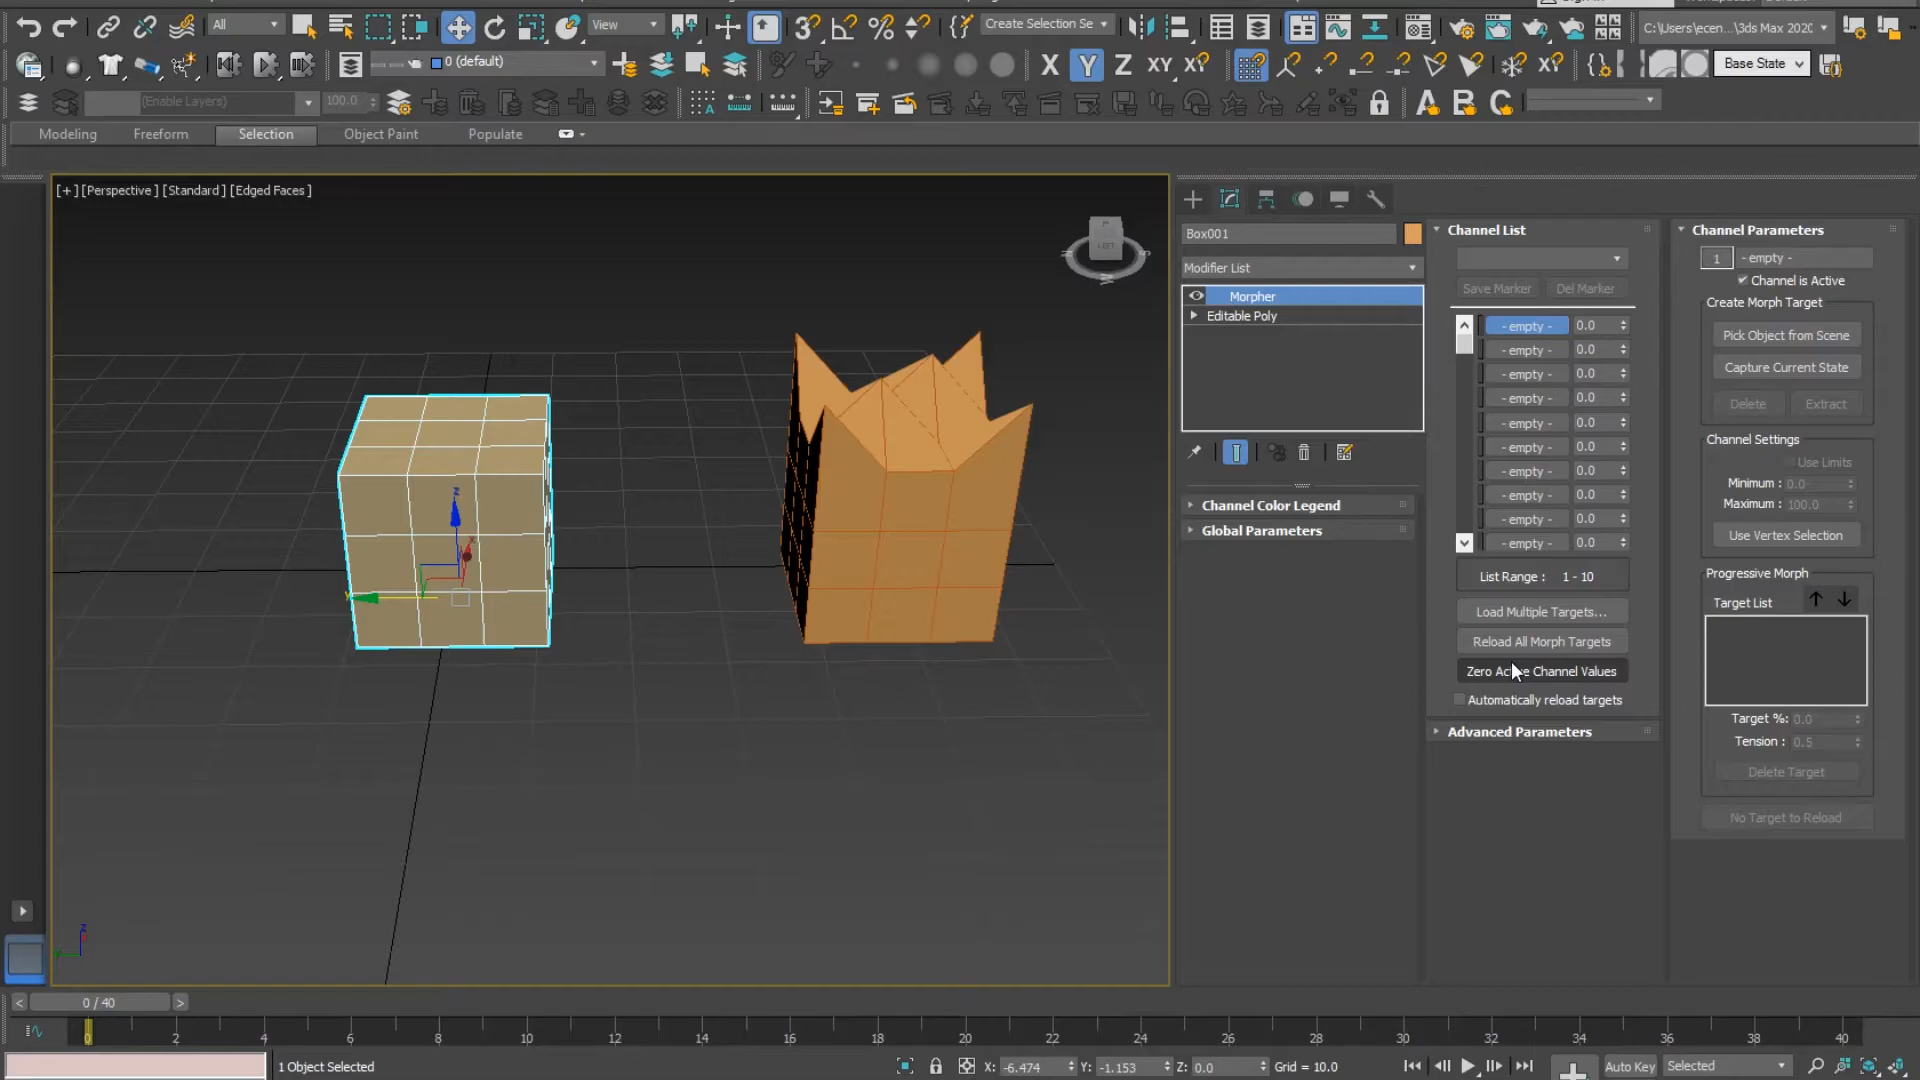 All
View
Create Selection Se
C:\Users\ecen...\3ds Max 2020
0 (default)
X Y Z XY XY
Base State
(Enable Layers) 100.0
A B C
Modeling Freeform Selection Object Paint Populate
[+] [Perspective ] [Standard ] [Edged Faces ]
LEFT
Box001
Modifier List
Morpher
Editable Poly
Channel Color Legend
Global Parameters
Channel List
Save Marker Del Marker
- empty - 0.0
- empty - 0.0
- empty - 0.0
- empty - 0.0
- empty - 0.0
- empty - 0.0
- empty - 0.0
- empty - 0.0
- empty - 0.0
- empty - 0.0
List Range : 1 - 10
Load Multiple Targets...
Reload All Morph Targets
Zero Active Channel Values
Automatically reload targets
Advanced Parameters
Channel Parameters
1 - empty -
Channel is Active
Create Morph Target
Pick Object from Scene
Capture Current State
Delete Extract
Channel Settings
Use Limits
Minimum : 0.0
Maximum : 100.0
Use Vertex Selection
Progressive Morph
Target List
Target %: 0.0
Tension : 0.5
Delete Target
No Target to Reload
z
y
x
z
< 0 / 40 >
0 2 4 6 8 10 12 14 16 18 20 22 24 26 28 30 32 34 36 38 40
1 Object Selected
X: -6.474 Y: -1.153 Z: 0.0 Grid = 10.0
Auto Key Selected